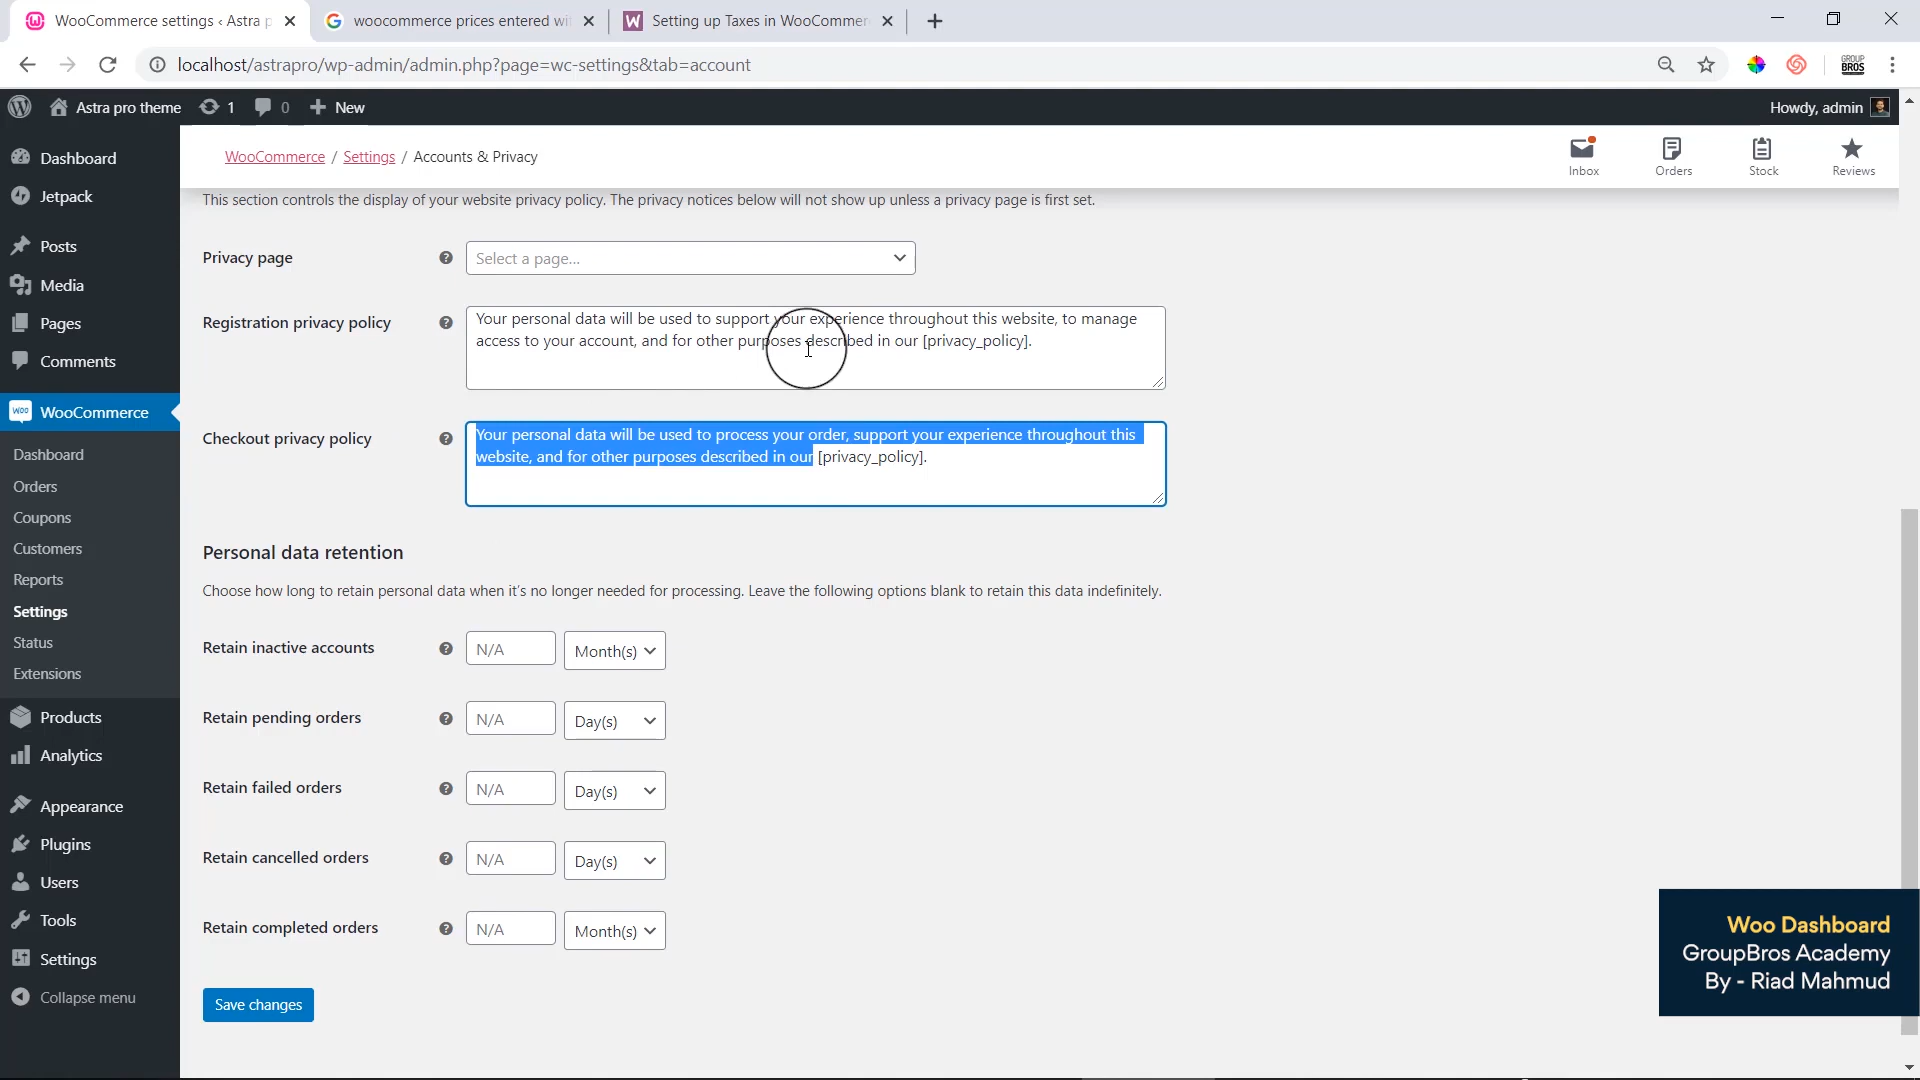 WooCommerce settings ‹ Astra p
woocommerce prices entered wi
Setting up Taxes in WooCommer
localhost/astrapro/wp-admin/admin.php?page=wc-settings&tab=account
GROUP
BROS
Astra pro theme
1
0
New
Howdy, admin
Dashboard
Jetpack
Posts
Media
Pages
Comments
Woo
WooCommerce
Dashboard
Orders
Coupons
Customers
Reports
Settings
Status
Extensions
Products
Analytics
Appearance
Plugins
Users
Tools
Settings
Collapse menu
WooCommerce / Settings / Accounts & Privacy
Inbox
Orders
Stock
Reviews
This section controls the display of your website privacy policy. The privacy notices below will not show up unless a privacy page is first set.
Privacy page
Select a page...
Registration privacy policy
Your personal data will be used to support your experience throughout this website, to manage
access to your account, and for other purposes described in our [privacy_policy].
Checkout privacy policy
Your personal data will be used to process your order, support your experience throughout this
website, and for other purposes described in our [privacy_policy].
Personal data retention
Choose how long to retain personal data when it's no longer needed for processing. Leave the following options blank to retain this data indefinitely.
Retain inactive accounts
N/A
Month(s)
Retain pending orders
N/A
Day(s)
Retain failed orders
N/A
Day(s)
Retain cancelled orders
N/A
Day(s)
Retain completed orders
N/A
Month(s)
Save changes
Woo Dashboard
GroupBros Academy
By - Riad Mahmud